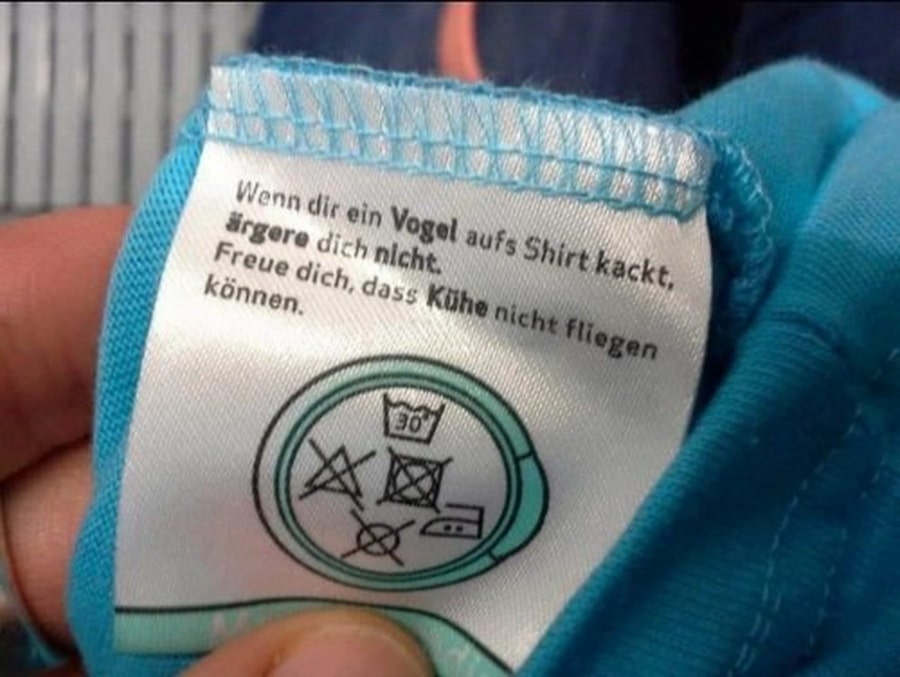 Wenn dir ein Vogel aufs Shirt kackt,
ärgere dich nicht.
Freue dich, dass Kühe nicht fliegen
können.
30°